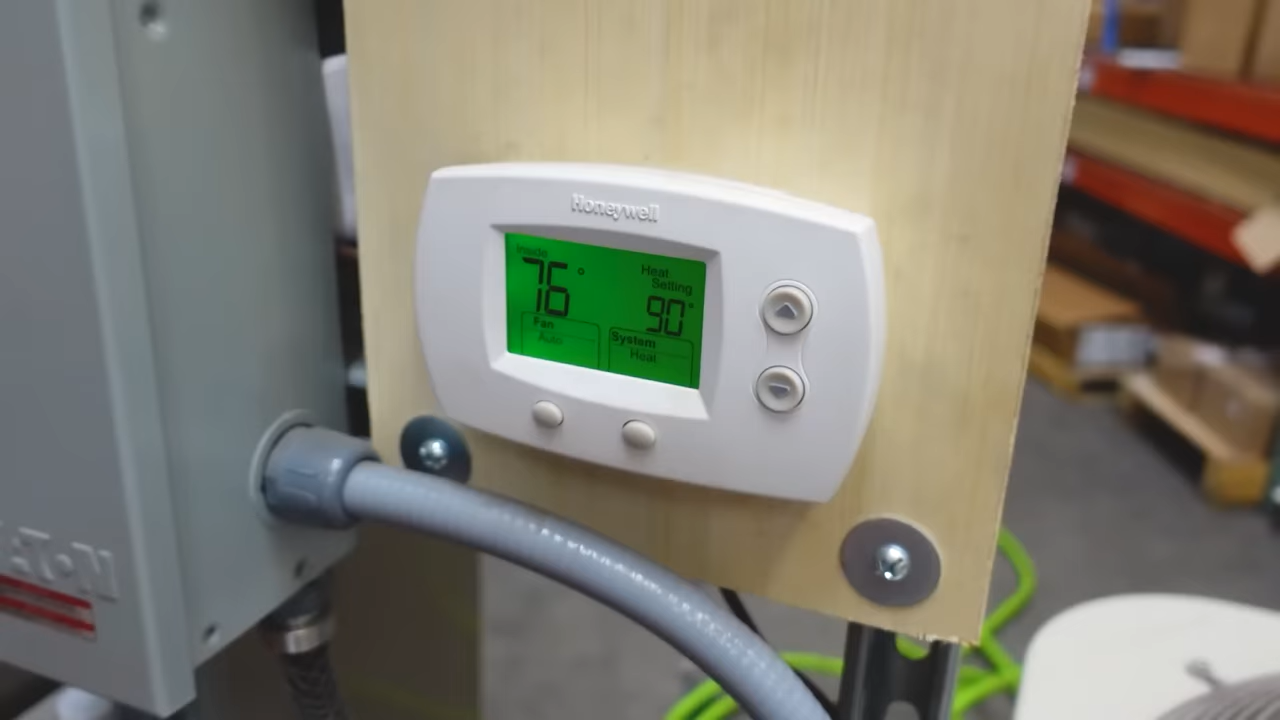 Honeywell
Inside
76°
Heat
Setting
90°
Fan
Auto
System
Heat